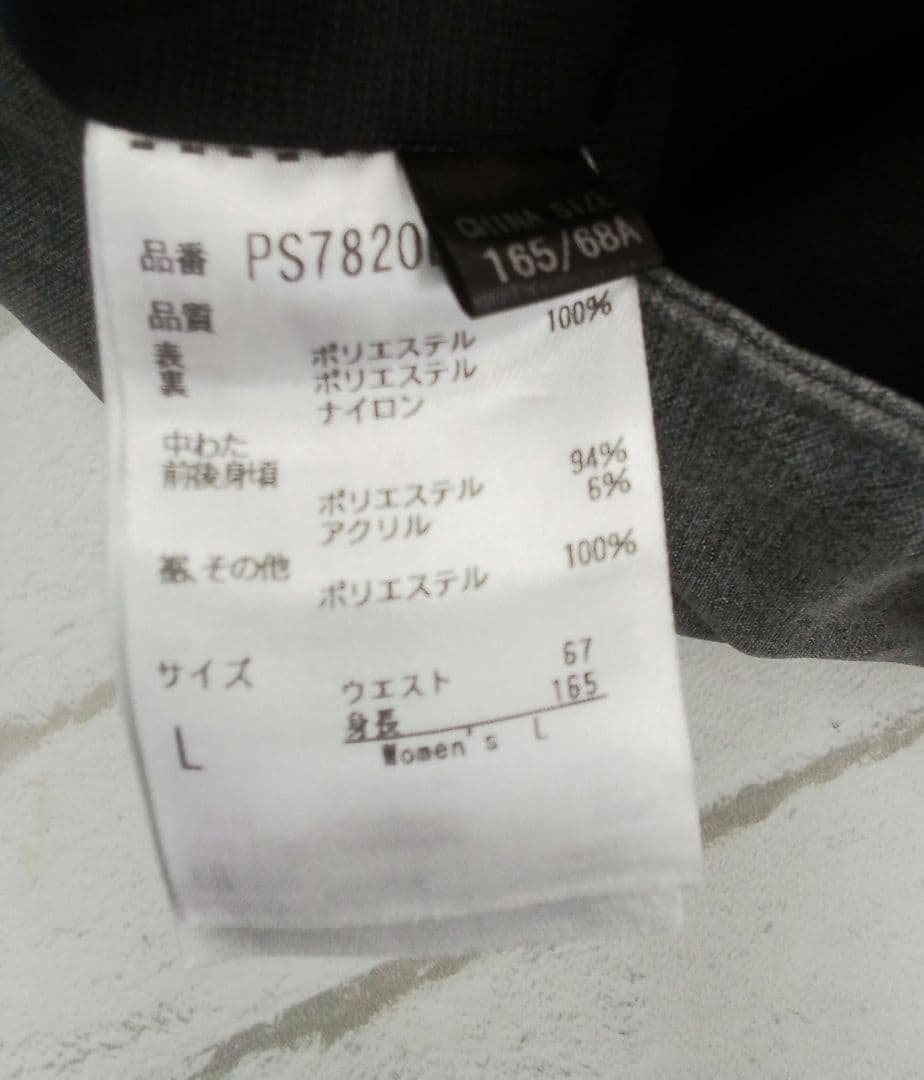 CHINA SIZE
165/68A
品番 PS7820
品質
表 ポリエステル 100%
裏 ポリエステル
ナイロン
中わた
前後身頃
ポリエステル 94%
アクリル 6%
裾、その他
ポリエステル 100%
サイズ
ウエスト 67
身長 165
L
Women's L